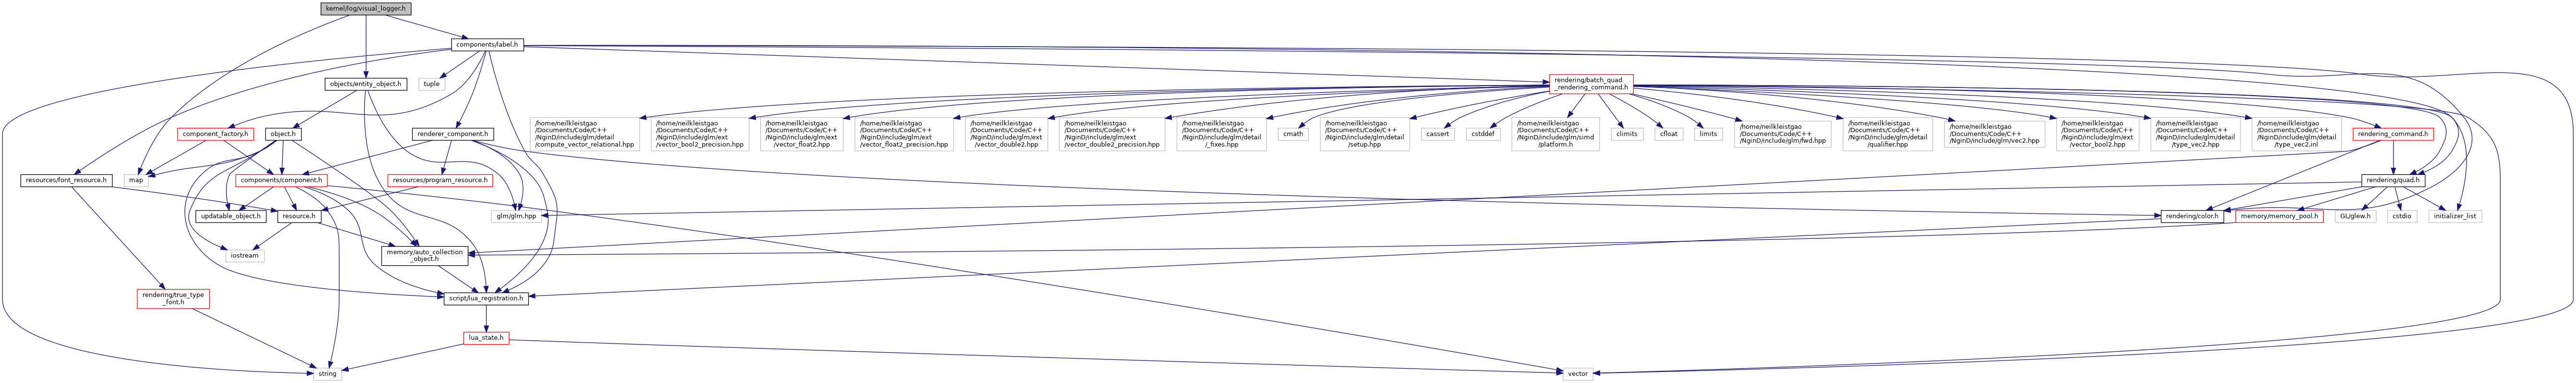 kernel/log/visual_logger.h
components/label.h
objects/entity_object.h
tuple
rendering/batch_quad
_rendering_command.h
component_factory.h
object.h
renderer_component.h
/home/neilkleistgao
/Documents/Code/C++
/NginD/include/glm/detail
/compute_vector_relational.hpp
/home/neilkleistgao
/Documents/Code/C++
/NginD/include/glm/ext
/vector_bool2_precision.hpp
/home/neilkleistgao
/Documents/Code/C++
/NginD/include/glm/ext
/vector_float2.hpp
/home/neilkleistgao
/Documents/Code/C++
/NginD/include/glm/ext
/vector_float2_precision.hpp
/home/neilkleistgao
/Documents/Code/C++
/NginD/include/glm/ext
/vector_double2.hpp
/home/neilkleistgao
/Documents/Code/C++
/NginD/include/glm/ext
/vector_double2_precision.hpp
/home/neilkleistgao
/Documents/Code/C++
/NginD/include/glm/detail
/_fixes.hpp
cmath
/home/neilkleistgao
/Documents/Code/C++
/NginD/include/glm/detail
/setup.hpp
cassert
cstddef
/home/neilkleistgao
/Documents/Code/C++
/NginD/include/glm/simd
/platform.h
climits
cfloat
limits
/home/neilkleistgao
/Documents/Code/C++
/NginD/include/glm/fwd.hpp
/home/neilkleistgao
/Documents/Code/C++
/NginD/include/glm/detail
/qualifier.hpp
/home/neilkleistgao
/Documents/Code/C++
/NginD/include/glm/vec2.hpp
/home/neilkleistgao
/Documents/Code/C++
/NginD/include/glm/ext
/vector_bool2.hpp
/home/neilkleistgao
/Documents/Code/C++
/NginD/include/glm/detail
/type_vec2.hpp
/home/neilkleistgao
/Documents/Code/C++
/NginD/include/glm/detail
/type_vec2.inl
rendering_command.h
resources/font_resource.h
map
components/component.h
resources/program_resource.h
rendering/quad.h
updatable_object.h
resource.h
glm/glm.hpp
rendering/color.h
memory/memory_pool.h
GL/glew.h
cstdio
initializer_list
iostream
memory/auto_collection
_object.h
rendering/true_type
_font.h
script/lua_registration.h
lua_state.h
string
vector